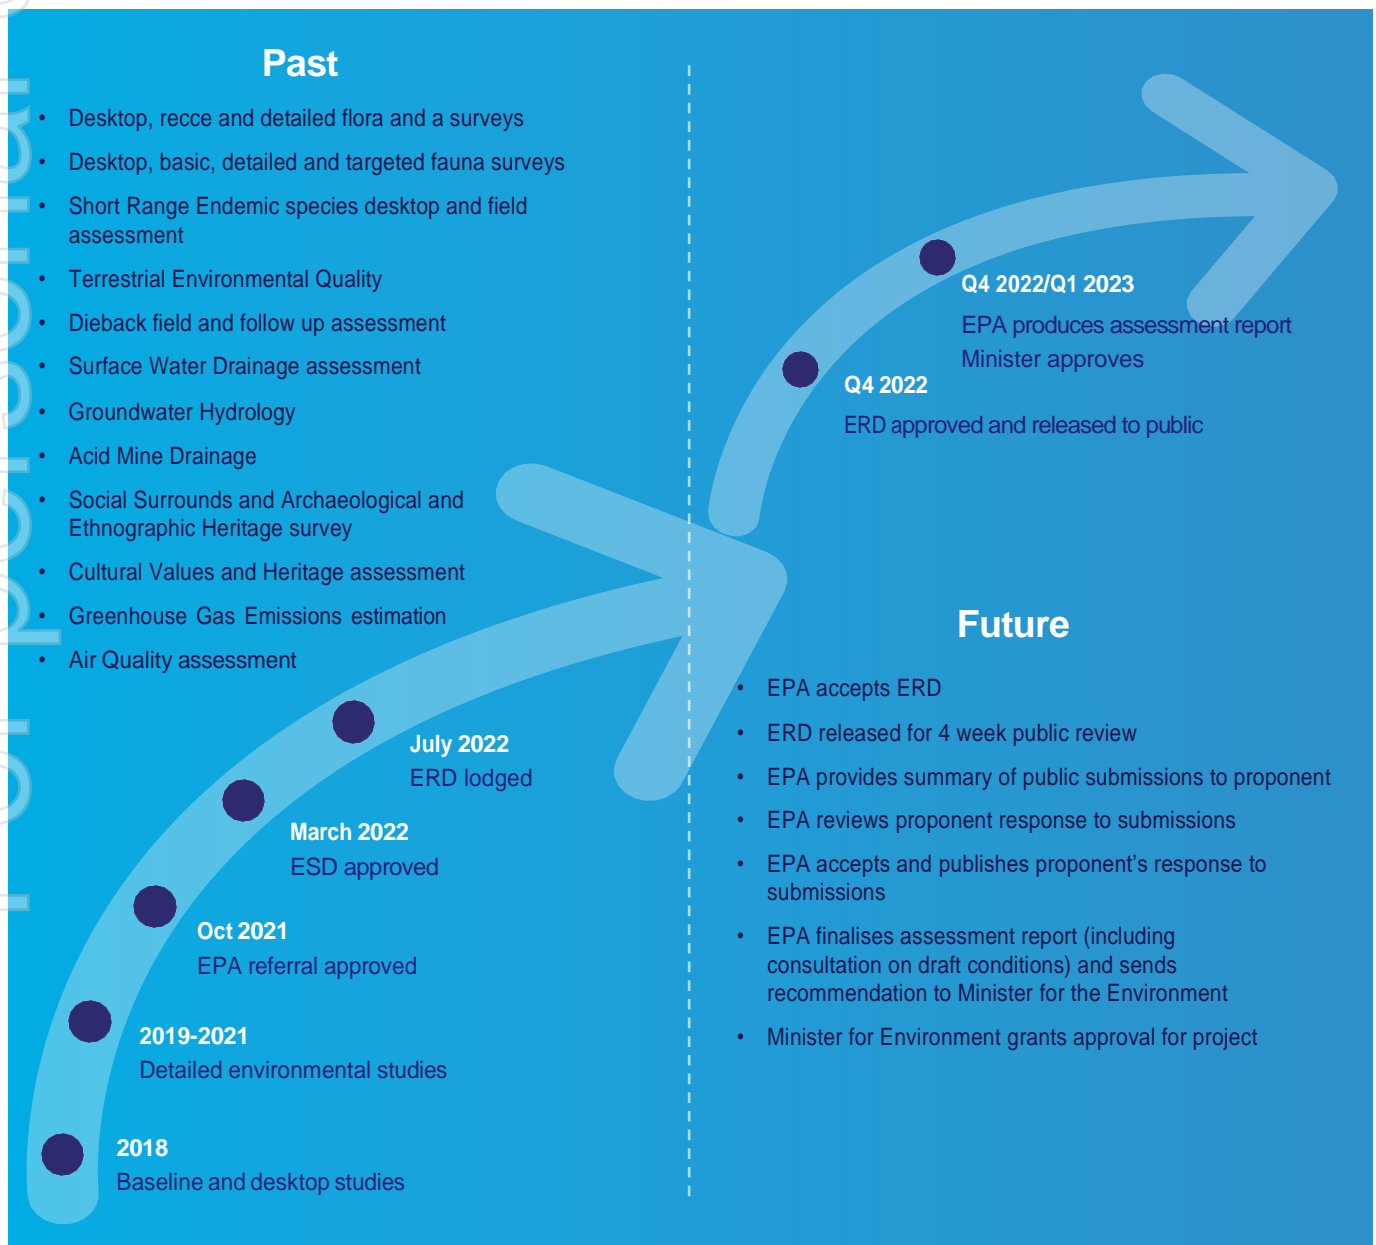 Past
• Desktop, recce and detailed flora and a surveys
• Desktop, basic, detailed and targeted fauna surveys
• Short Range Endemic species desktop and field
assessment
• Terrestrial Environmental Quality
• Dieback field and follow up assessment
• Surface Water Drainage assessment
• Groundwater Hydrology
• Acid Mine Drainage
• Social Surrounds and Archaeological and
Ethnographic Heritage survey
• Cultural Values and Heritage assessment
• Greenhouse Gas Emissions estimation
• Air Quality assessment
July 2022
ERD lodged
March 2022
ESD approved
Oct 2021
EPA referral approved
2019-2021
Detailed environmental studies
2018
Baseline and desktop studies
Q4 2022/Q1 2023
EPA produces assessment report
Minister approves
Q4 2022
ERD approved and released to public
Future
• EPA accepts ERD
• ERD released for 4 week public review
• EPA provides summary of public submissions to proponent
• EPA reviews proponent response to submissions
• EPA accepts and publishes proponent's response to
submissions
• EPA finalises assessment report (including
consultation on draft conditions) and sends
recommendation to Minister for the Environment
• Minister for Environment grants approval for project
For personal